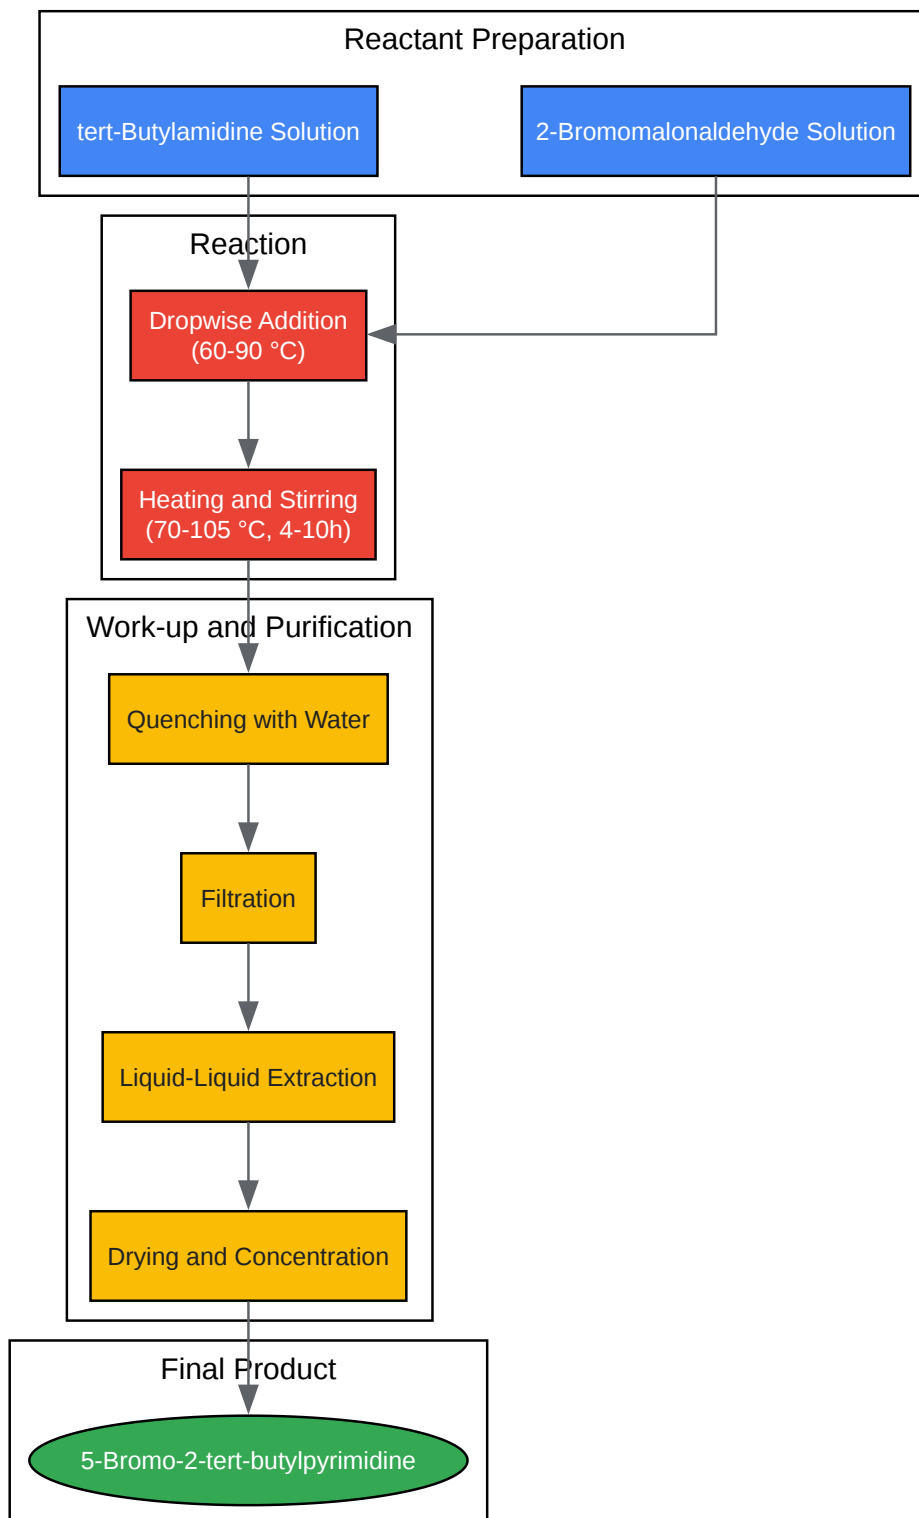 Reactant Preparation
tert-Butylamidine Solution
2-Bromomalonaldehyde Solution
Reaction
Dropwise Addition
(60-90 °C)
Heating and Stirring
(70-105 °C, 4-10h)
Work-up and Purification
Quenching with Water
Filtration
Liquid-Liquid Extraction
Drying and Concentration
Final Product
5-Bromo-2-tert-butylpyrimidine